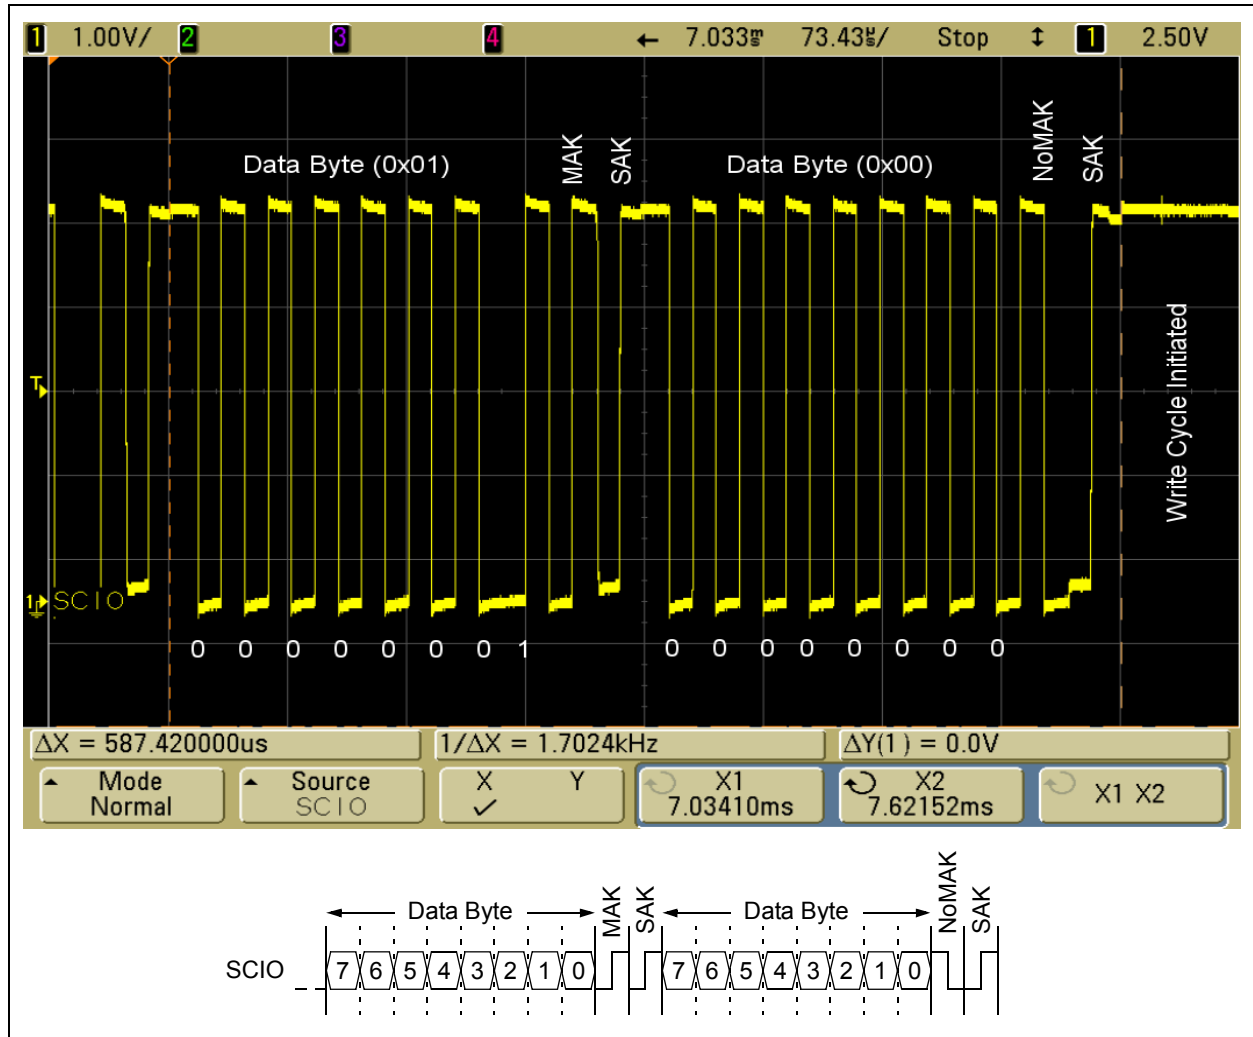 1 1.00V/ 2 3 4 ← 7.033ms 73.43µs/ Stop ↕ 1 2.50V
Data Byte (0x01) MAK SAK Data Byte (0x00) NoMAK SAK
Write Cycle Initiated
T
1 SCIO
0 0 0 0 0 0 0 1 0 0 0 0 0 0 0 0
ΔX = 587.420000us 1/ΔX = 1.7024kHz ΔY(1) = 0.0V
Mode Source X Y X1 X2 X1 X2
Normal SCIO ✓ 7.03410ms 7.62152ms
Data Byte MAK SAK Data Byte NoMAK SAK
SCIO 7 6 5 4 3 2 1 0 7 6 5 4 3 2 1 0